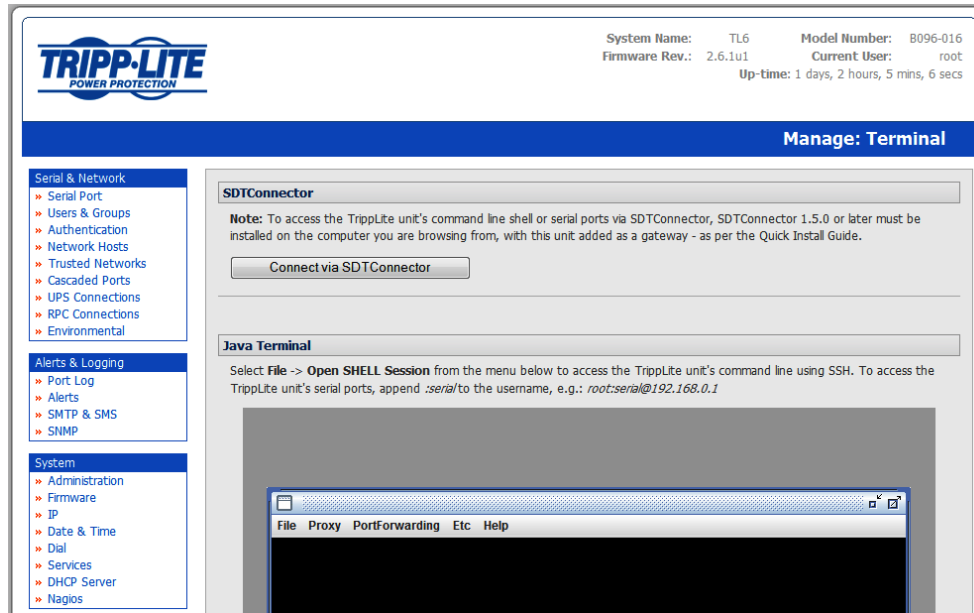 TRIPP·LITE
POWER PROTECTION
System Name: TL6 Model Number: B096-016
Firmware Rev.: 2.6.1u1 Current User: root
Up-time: 1 days, 2 hours, 5 mins, 6 secs
Manage: Terminal
Serial & Network
» Serial Port
» Users & Groups
» Authentication
» Network Hosts
» Trusted Networks
» Cascaded Ports
» UPS Connections
» RPC Connections
» Environmental
Alerts & Logging
» Port Log
» Alerts
» SMTP & SMS
» SNMP
System
» Administration
» Firmware
» IP
» Date & Time
» Dial
» Services
» DHCP Server
» Nagios
SDTConnector
Note: To access the TrippLite unit's command line shell or serial ports via SDTConnector, SDTConnector 1.5.0 or later must be
installed on the computer you are browsing from, with this unit added as a gateway - as per the Quick Install Guide.
Connect via SDTConnector
Java Terminal
Select File -> Open SHELL Session from the menu below to access the TrippLite unit's command line using SSH. To access the
TrippLite unit's serial ports, append :serial to the username, e.g.: root:serial@192.168.0.1
File Proxy PortForwarding Etc Help